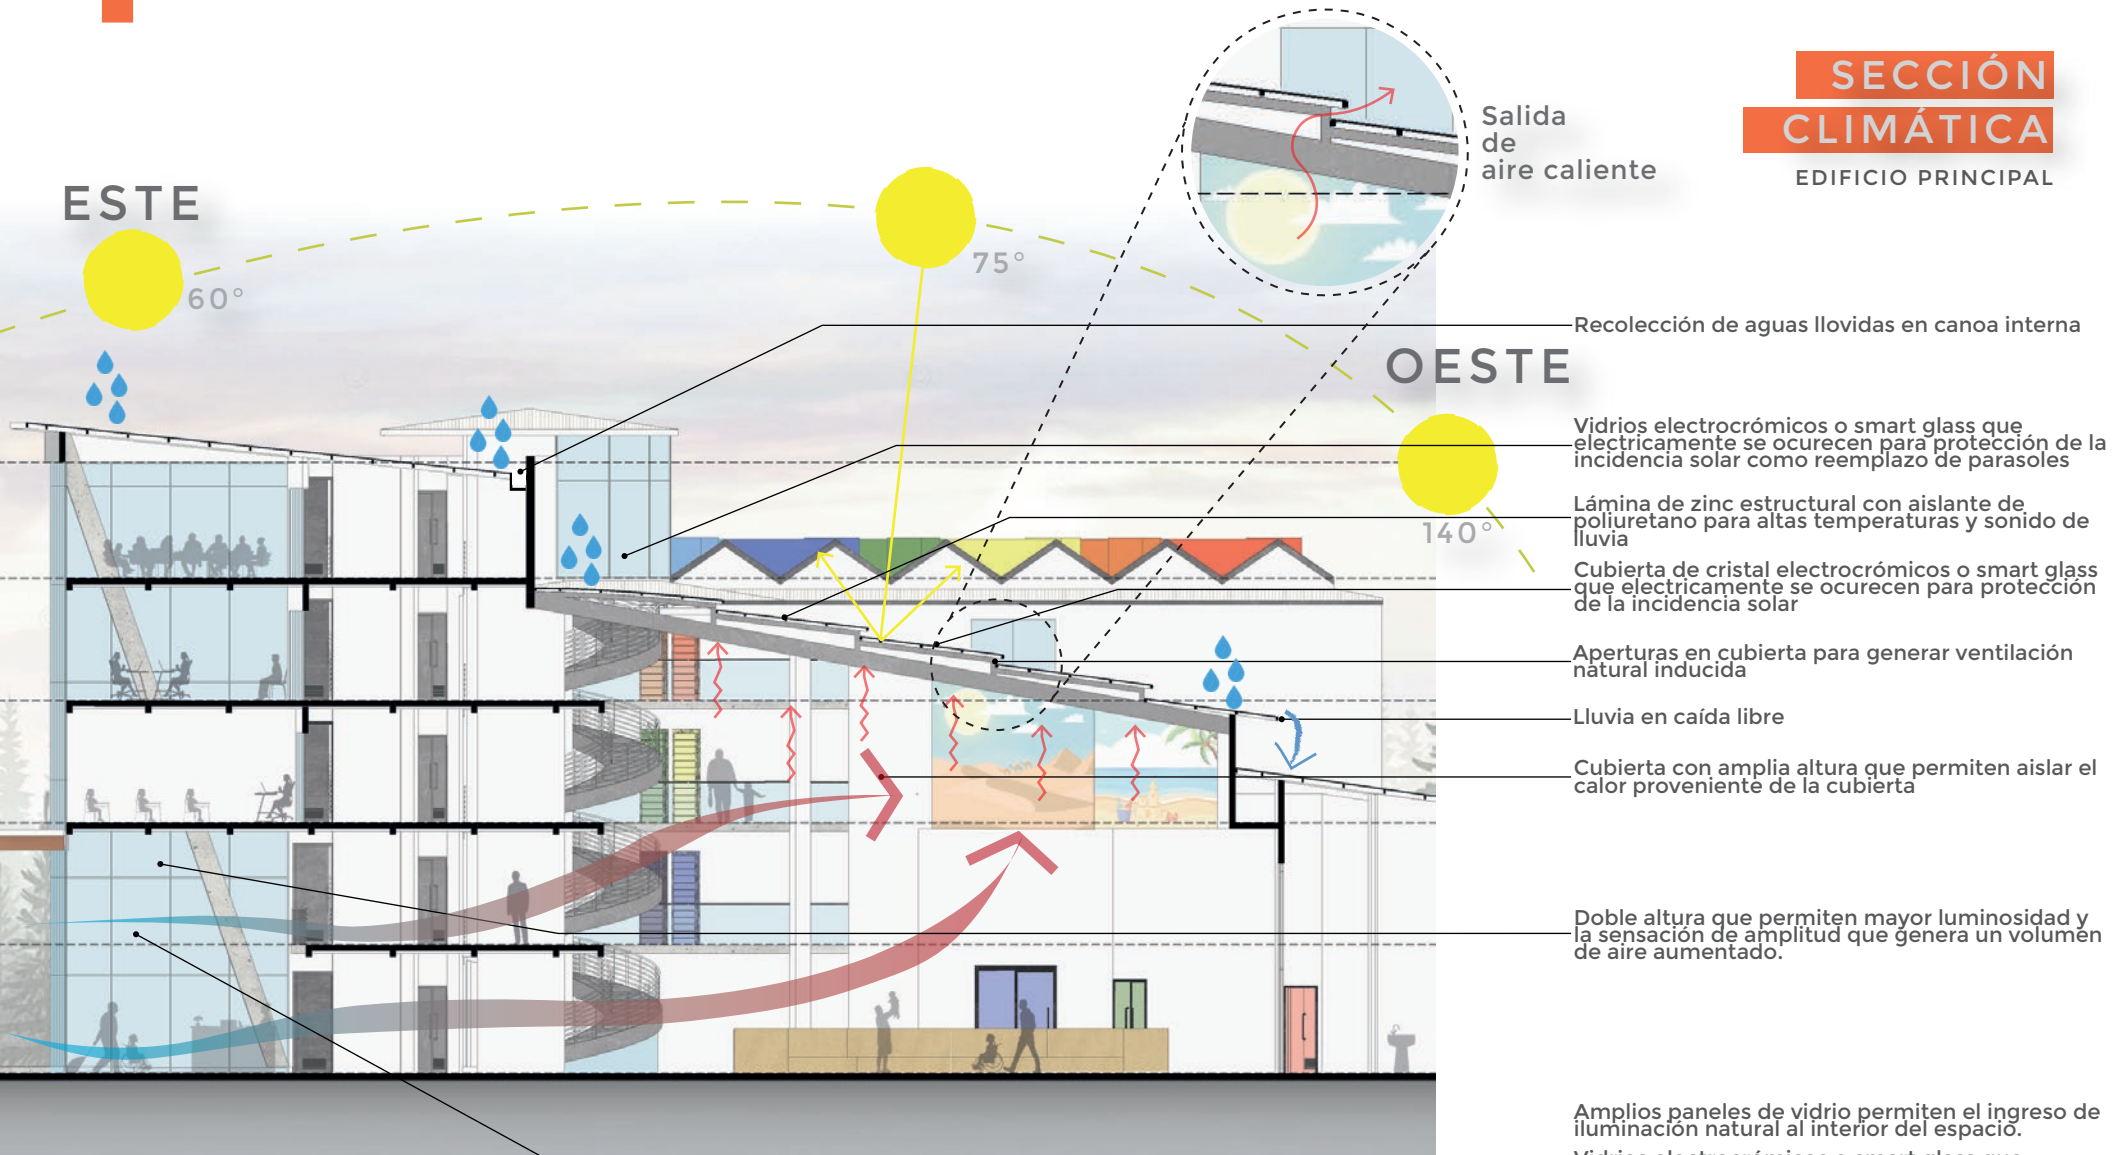 SECCIÓN
CLIMÁTICA
EDIFICIO PRINCIPAL
Salida
de
aire caliente
ESTE
60°
75°
OESTE
140°
Recolección de aguas llovidas en canoa interna
Vidrios electrocrómicos o smart glass que
electricamente se ocurecen para protección de la
incidencia solar como reemplazo de parasoles
Lámina de zinc estructural con aislante de
poliuretano para altas temperaturas y sonido de
lluvia
Cubierta de cristal electrocrómicos o smart glass
que electricamente se ocurecen para protección
de la incidencia solar
Aperturas en cubierta para generar ventilación
natural inducida
Lluvia en caída libre
Cubierta con amplia altura que permiten aislar el
calor proveniente de la cubierta
Doble altura que permiten mayor luminosidad y
la sensación de amplitud que genera un volumen
de aire aumentado.
Amplios paneles de vidrio permiten el ingreso de
iluminación natural al interior del espacio.
Vidrios electrocrómicos o smart glass que